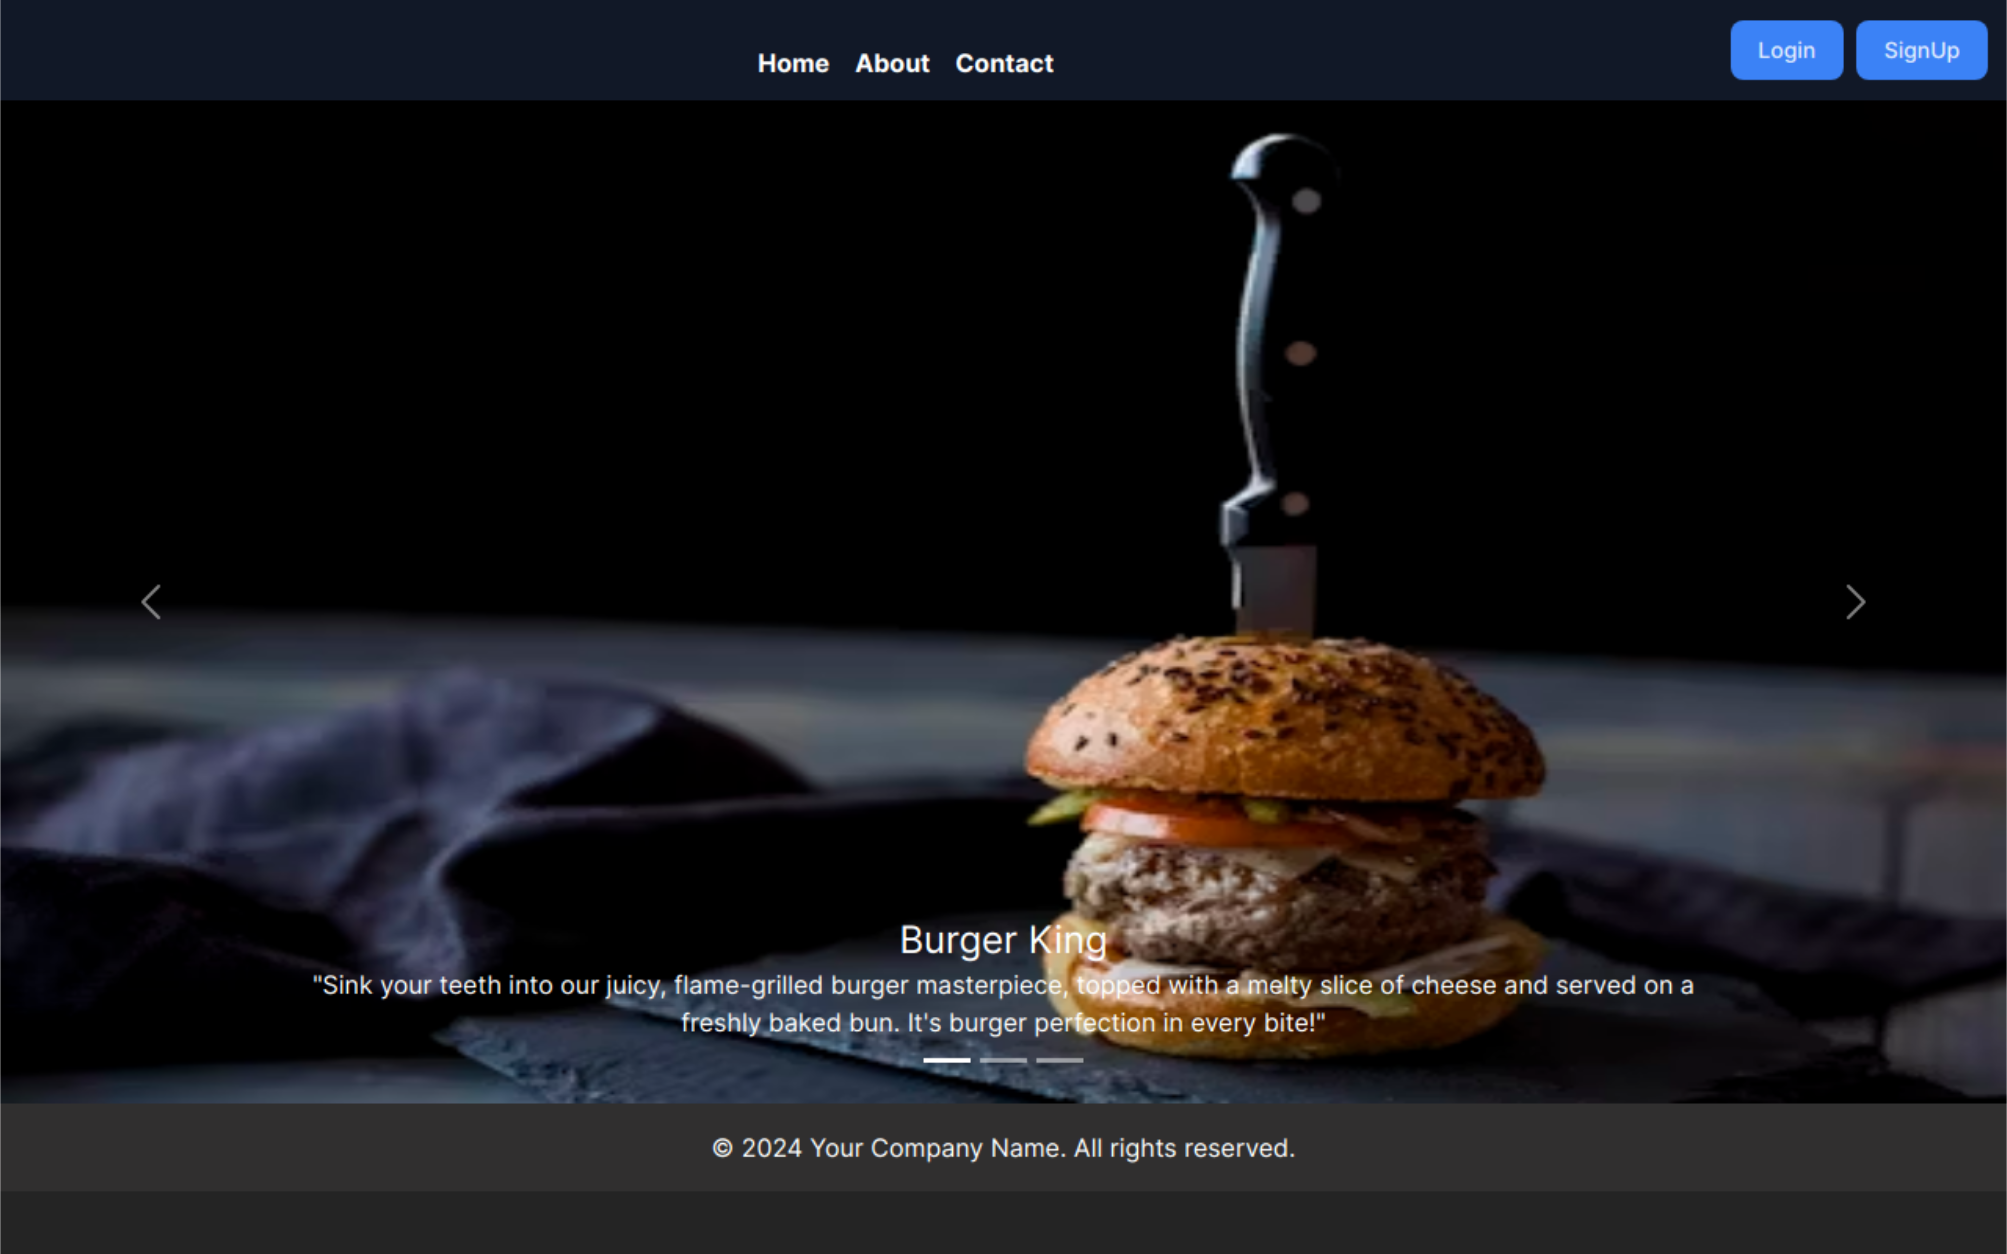 Home About Contact Login SignUp
Burger King
"Sink your teeth into our juicy, flame-grilled burger masterpiece, topped with a melty slice of cheese and served on a
freshly baked bun. It's burger perfection in every bite!"
© 2024 Your Company Name. All rights reserved.